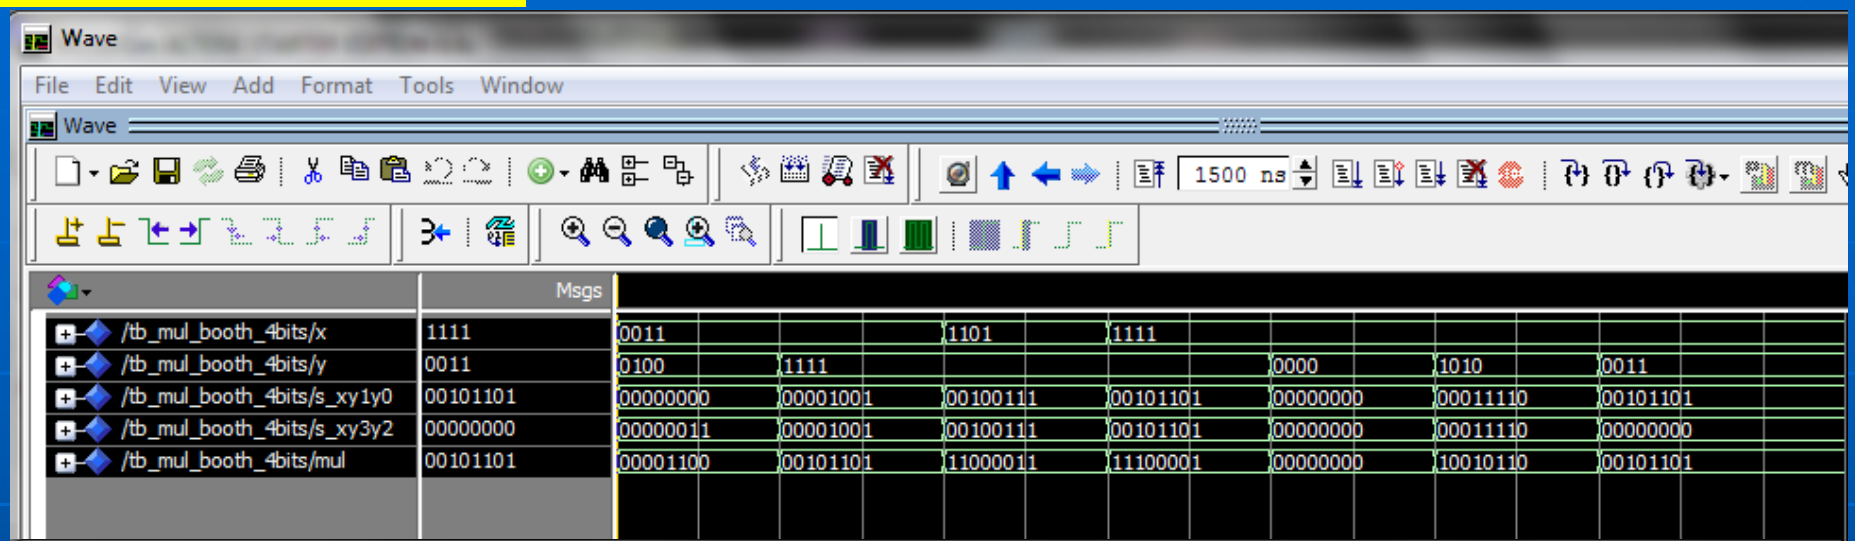 Wave
File Edit View Add Format Tools Window
Wave
1500 ns
Msgs
/tb_mul_booth_4bits/x 1111 0011 1101 1111
/tb_mul_booth_4bits/y 0011 0100 1111 0000 1010 0011
/tb_mul_booth_4bits/s_xy1y0 00101101 00000000 00001001 00100111 00101101 00000000 00011110 00101101
/tb_mul_booth_4bits/s_xy3y2 00000000 00000011 00001001 00100111 00101101 00000000 00011110 00000000
/tb_mul_booth_4bits/mul 00101101 00001100 00101101 11000011 11100001 00000000 10010110 00101101